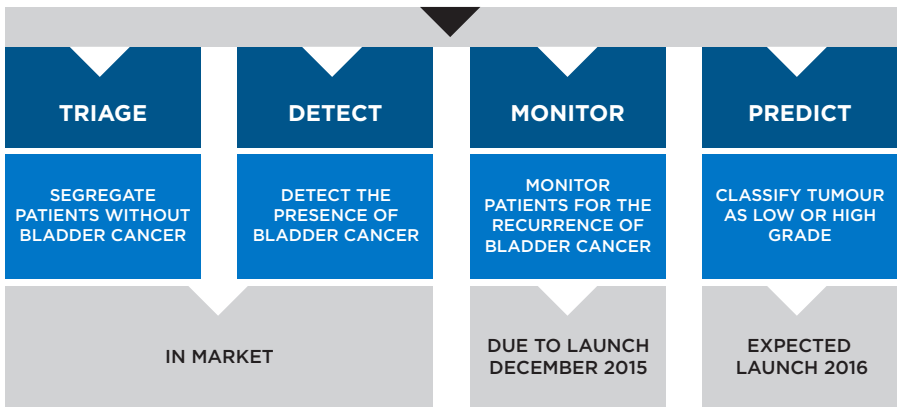 TRIAGE
DETECT
MONITOR
PREDICT
SEGREGATE
PATIENTS WITHOUT
BLADDER CANCER
DETECT THE
PRESENCE OF
BLADDER CANCER
MONITOR
PATIENTS FOR THE
RECURRENCE OF
BLADDER CANCER
CLASSIFY TUMOUR
AS LOW OR HIGH
GRADE
IN MARKET
DUE TO LAUNCH
DECEMBER 2015
EXPECTED
LAUNCH 2016